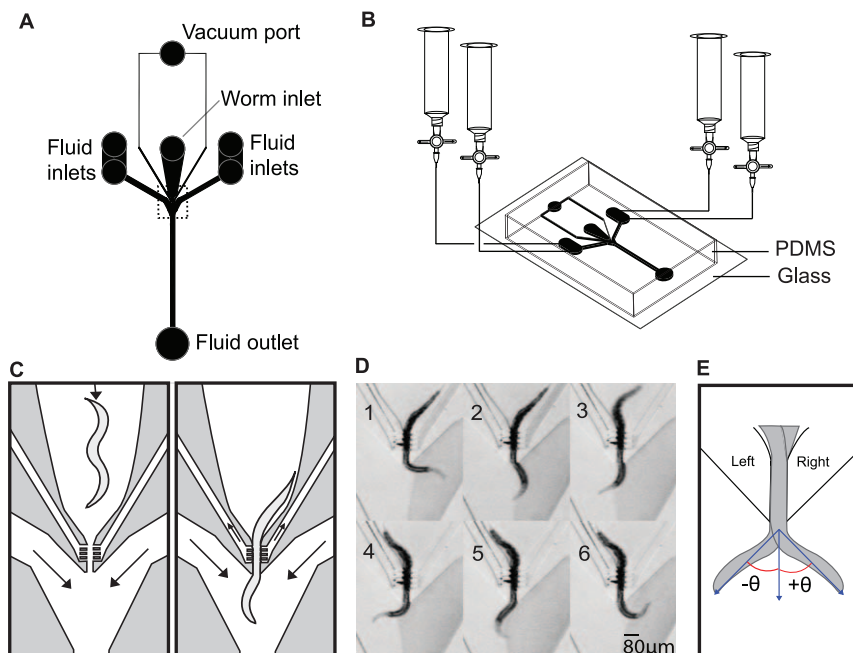 A
Vacuum port
Worm inlet
Fluid
inlets
Fluid
inlets
Fluid outlet
B
PDMS
Glass
C
D
1
2
3
4
5
6
80µm
E
Left
Right
-θ
+θ